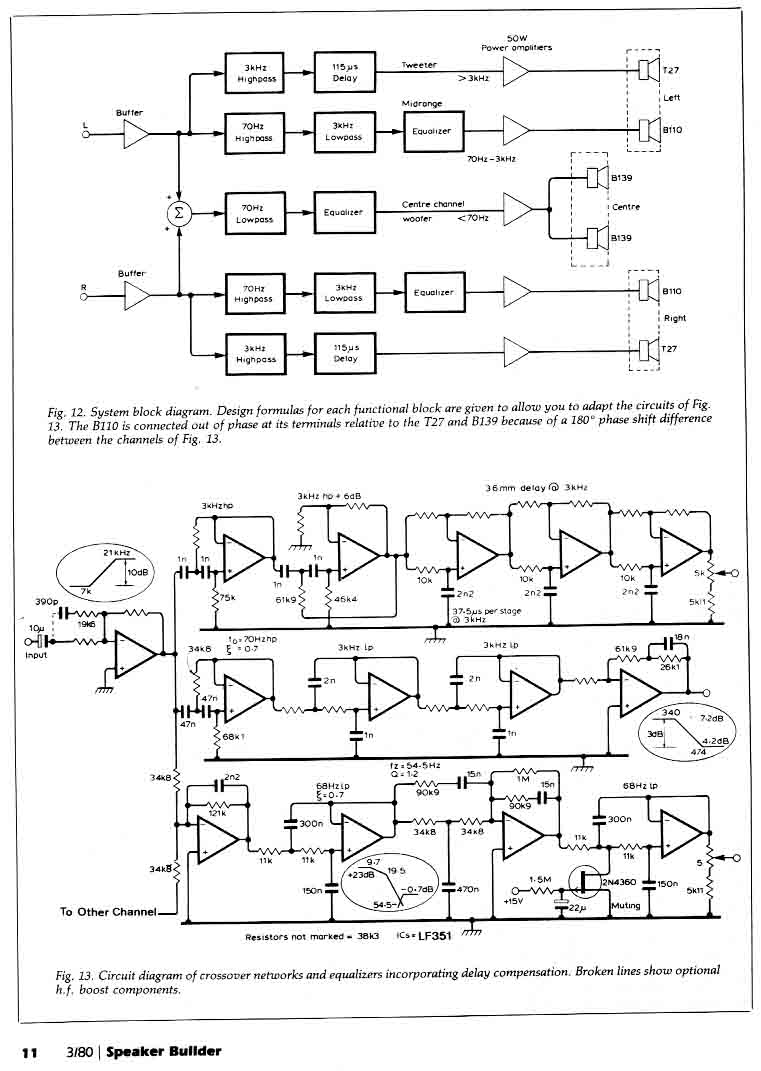 50W
Power amplifiers
3kHz
Highpass
115µs
Delay
Tweeter
>3kHz
T27
Left
Buffer
L
70Hz
Highpass
3kHz
Lowpass
Midrange
Equalizer
70Hz-3kHz
B110
B139
+
Σ
+
70Hz
Lowpass
Equalizer
Centre channel
woofer <70Hz
Centre
B139
Buffer
R
70Hz
Highpass
3kHz
Lowpass
Equalizer
B110
Right
3kHz
Highpass
115µs
Delay
T27
Fig. 12. System block diagram. Design formulas for each functional block are given to allow you to adapt the circuits of Fig.
13. The B110 is connected out of phase at its terminals relative to the T27 and B139 because of a 180° phase shift difference
between the channels of Fig. 13.
3kHzhp
3kHz hp + 6dB
36mm delay @ 3kHz
21kHz
10dB
7k
1n
1n
75k
1n
1n
61k9
46k4
10k
2n2
37·5µs per stage
@ 3kHz
10k
2n2
10k
2n2
5k
5k11
390p
10µ
19k6
Input
34k8
fo=70Hzhp
ξ = 0·7
47n
47n
68k1
3kHz lp
2n
1n
3kHz lp
2n
1n
61k9
18n
26k1
340
7·2dB
3dB
4·2dB
474
34k8
34k8
2n2
121k
11k
68Hzlp
ξ=0·7
300n
11k
150n
fz=54·5Hz
Q=1·2
90k9
15n
34k8
34k8
470n
9·7
+23dB
19·5
-0·7dB
54·5
1M
15n
90k9
11k
68Hz lp
300n
11k
150n
5
5k11
1·5M
+15V
22µ
2N4360
Muting
To Other Channel
Resistors not marked = 38k3 ICs = LF351
Fig. 13. Circuit diagram of crossover networks and equalizers incorporating delay compensation. Broken lines show optional
h.f. boost components.
11 3/80 | Speaker Builder